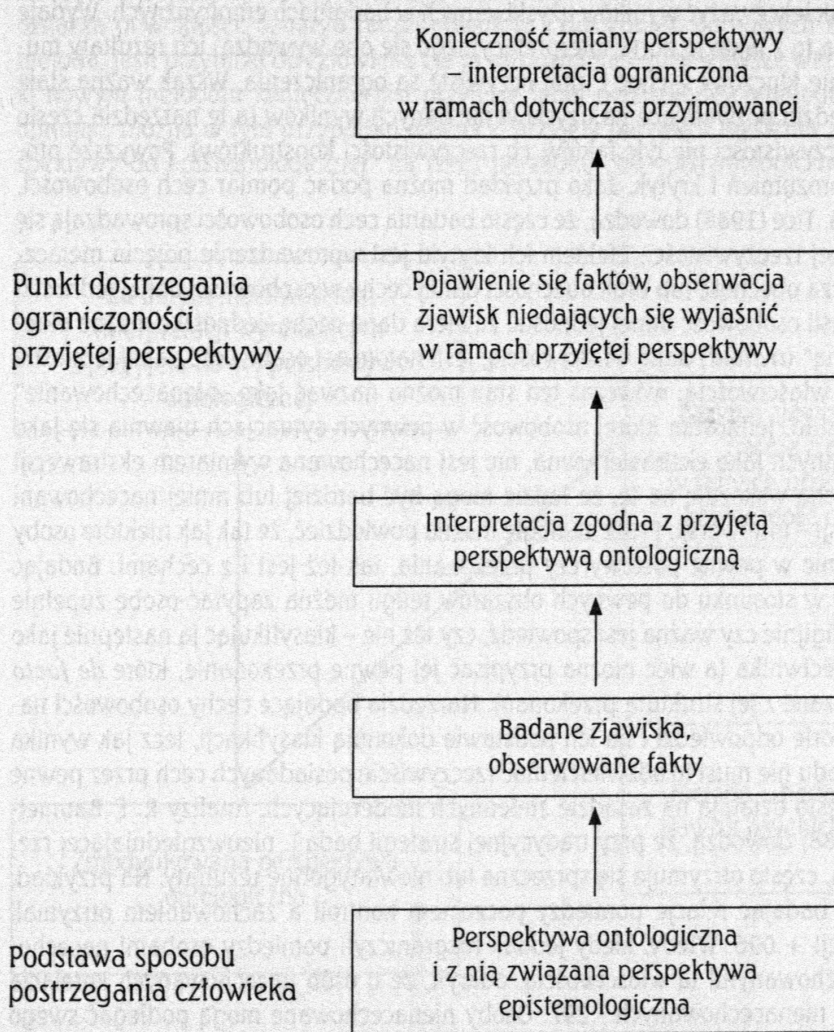 Konieczność zmiany perspektywy
– interpretacja ograniczona
w ramach dotychczas przyjmowanej
Punkt dostrzegania
ograniczoności
przyjętej perspektywy
Pojawienie się faktów, obserwacja
zjawisk niedających się wyjaśnić
w ramach przyjętej perspektywy
Interpretacja zgodna z przyjętą
perspektywą ontologiczną
Badane zjawiska,
obserwowane fakty
Podstawa sposobu
postrzegania człowieka
Perspektywa ontologiczna
i z nią związana perspektywa
epistemologiczna